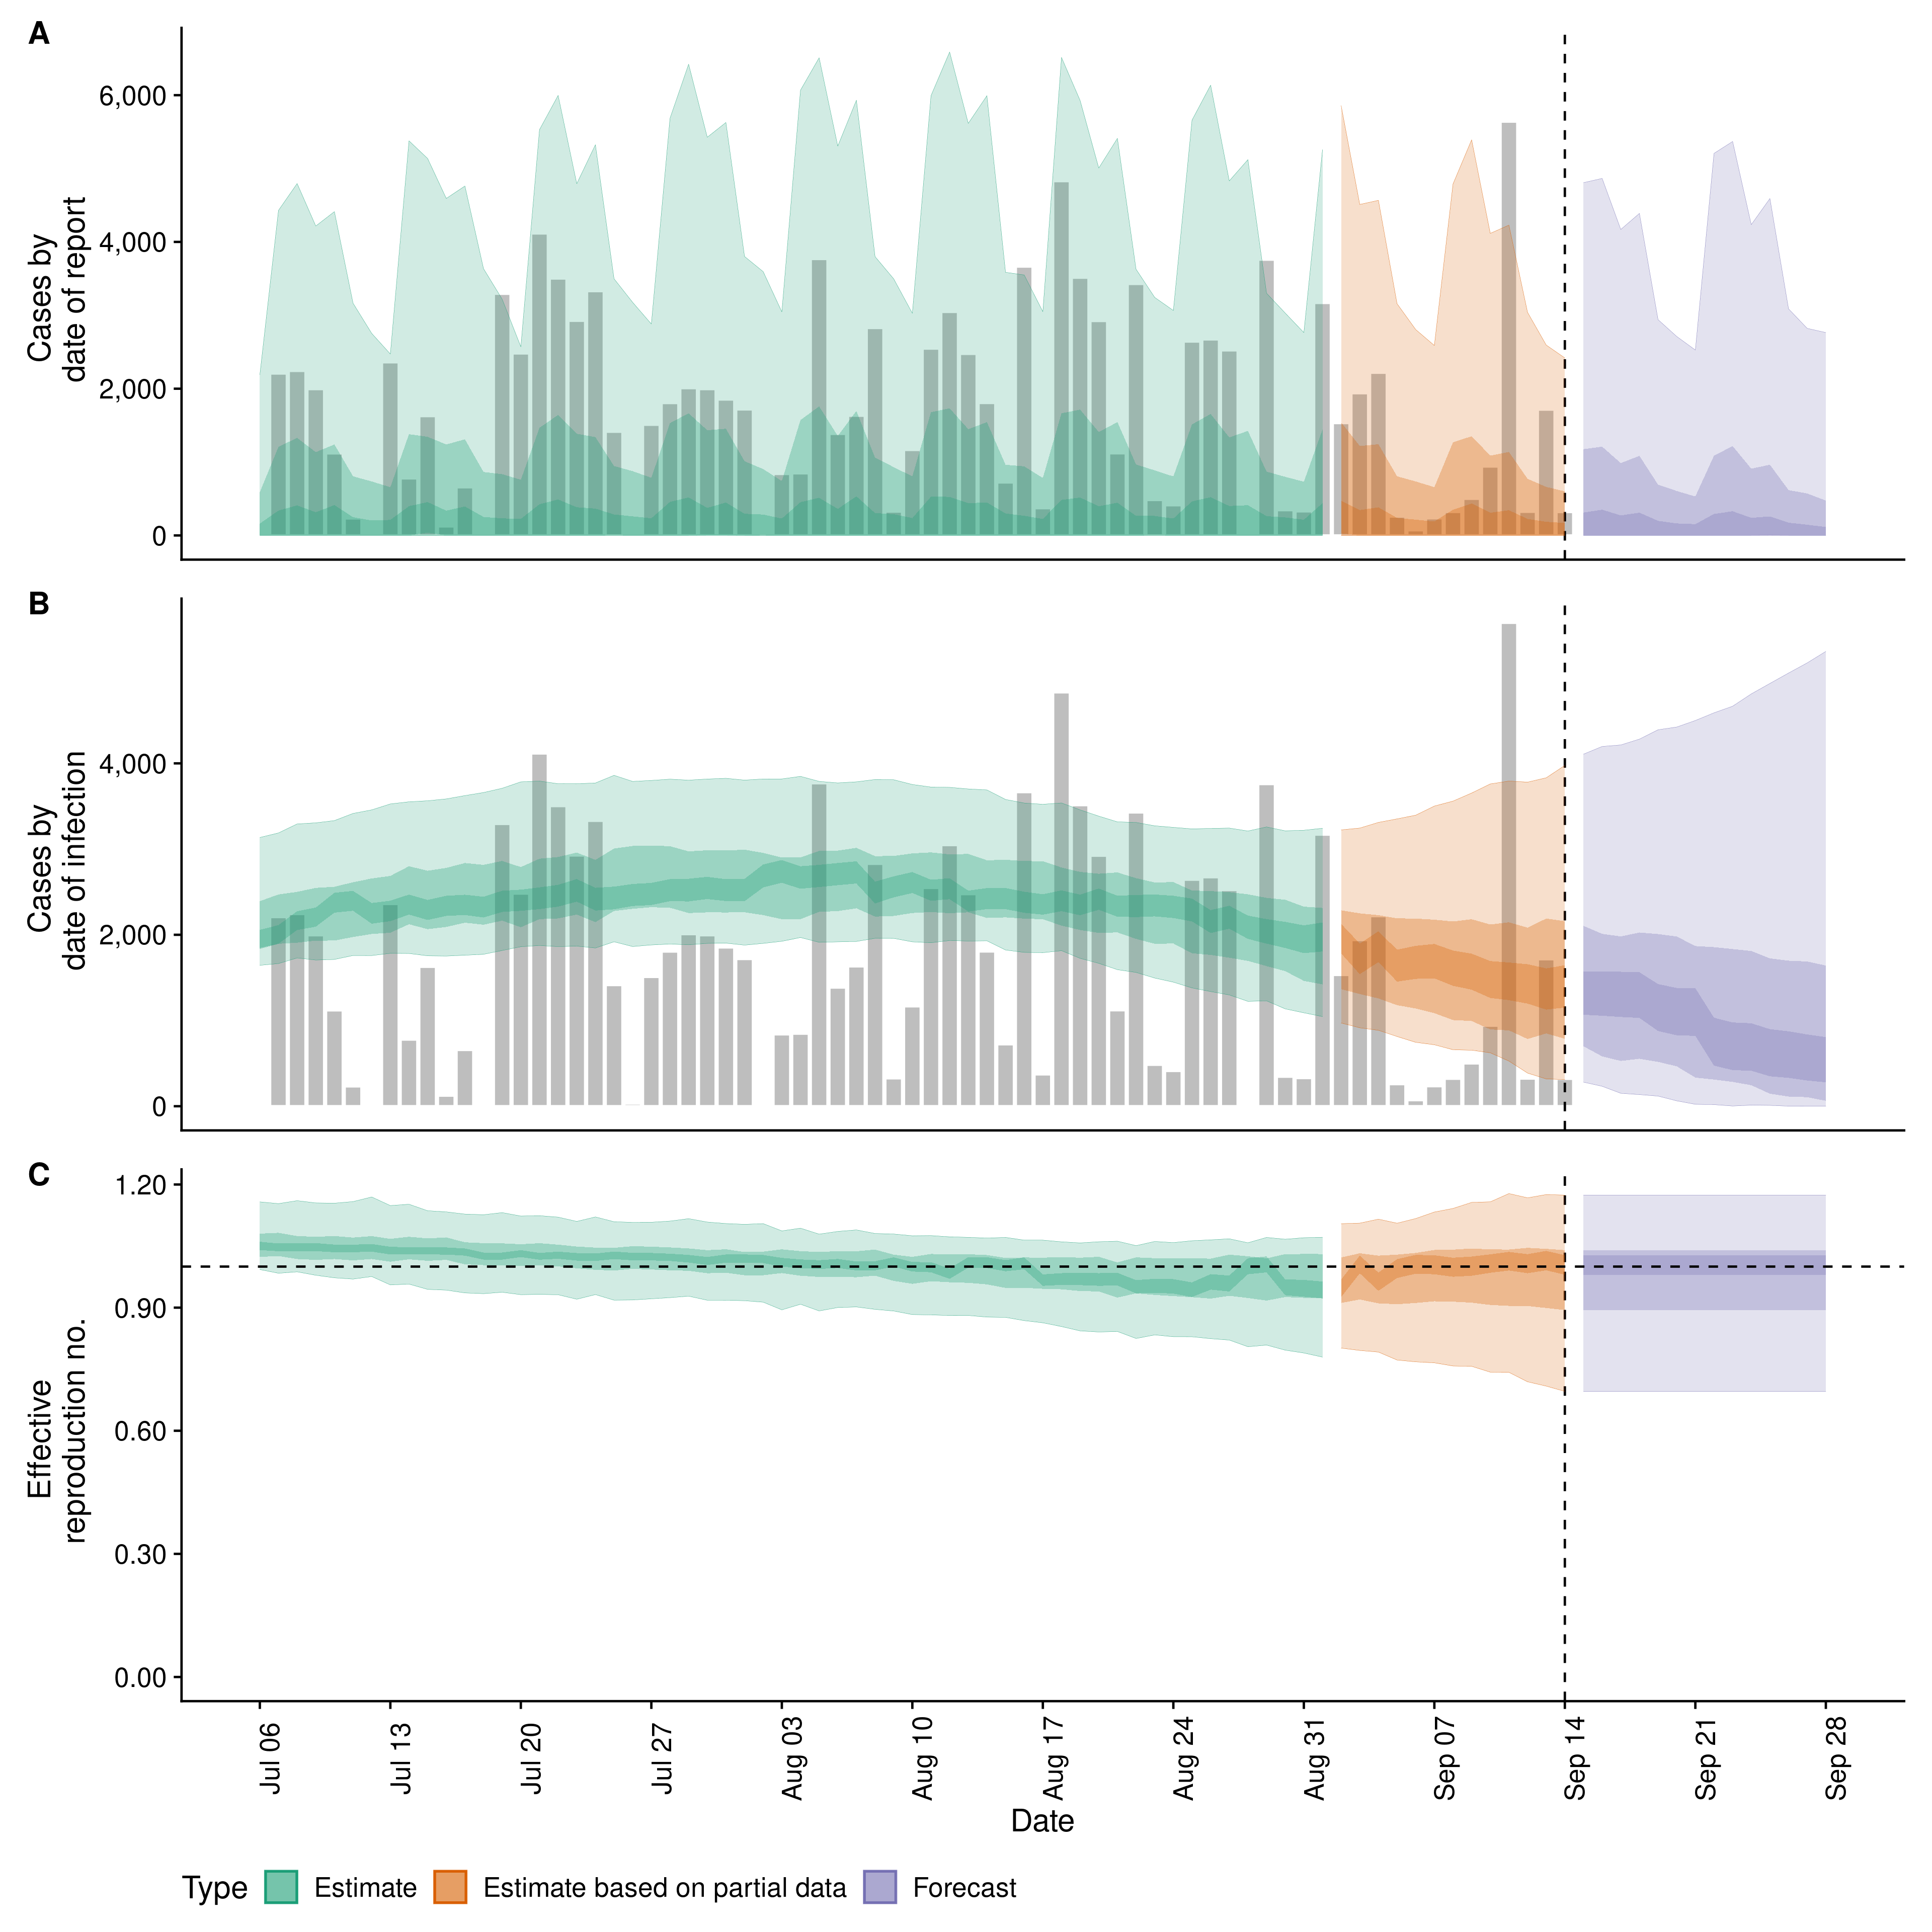 A
Cases by
date of report
6,000
4,000
2,000
0
B
Cases by
date of infection
4,000
2,000
0
C
Effective
reproduction no.
1.20
0.90
0.60
0.30
0.00
Jul 06
Jul 13
Jul 20
Jul 27
Aug 03
Aug 10
Aug 17
Aug 24
Aug 31
Sep 07
Sep 14
Sep 21
Sep 28
Date
Type Estimate Estimate based on partial data Forecast